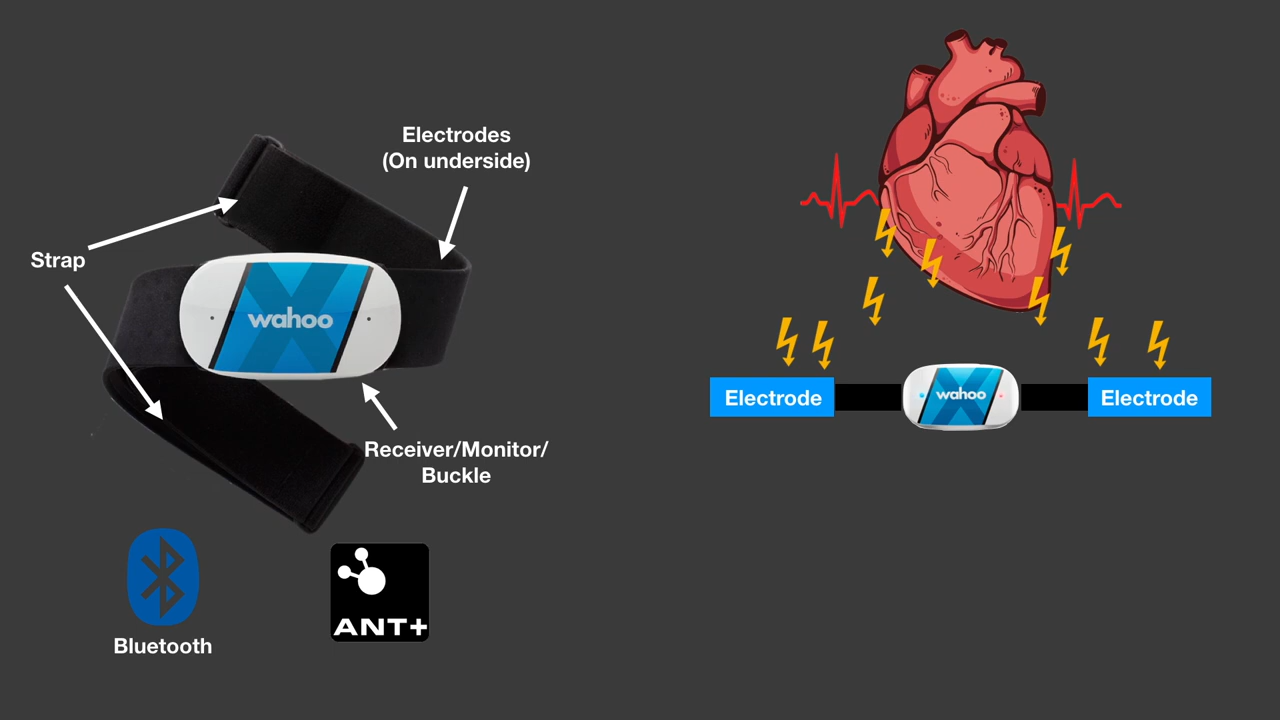 Electrodes
(On underside)
Strap
wahoo
Receiver/Monitor/
Buckle
Bluetooth
ANT+
Electrode
wahoo
Electrode